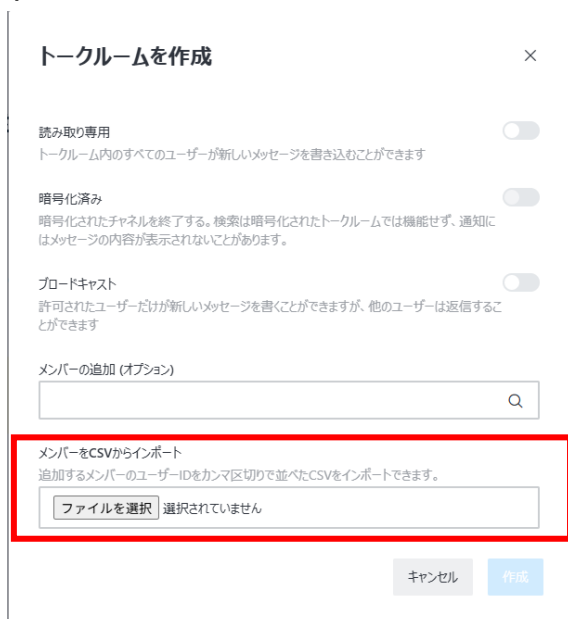 トークルームを作成
読み取り専用
トークルーム内のすべてのユーザーが新しいメッセージを書き込むことができます
暗号化済み
暗号化されたチャネルを終了する。検索は暗号化されたトークルームでは機能せず、通知に
はメッセージの内容が表示されないことがあります。
ブロードキャスト
許可されたユーザーだけが新しいメッセージを書くことができますが、他のユーザーは返信するこ
とができます
メンバーの追加 (オプション)
メンバーをCSVからインポート
追加するメンバーのユーザーIDをカンマ区切りで並べたCSVをインポートできます。
ファイルを選択 選択されていません
キャンセル 作成